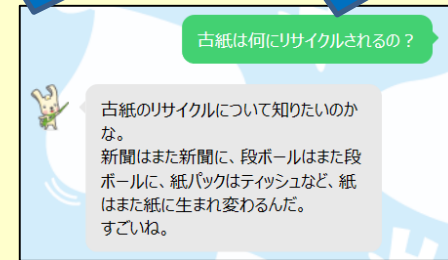 古紙は何にリサイクルされるの？
古紙のリサイクルについて知りたいのか
な。
新聞はまた新聞に、段ボールはまた段
ボールに、紙パックはティッシュなど、紙
はまた紙に生まれ変わるんだ。
すごいね。